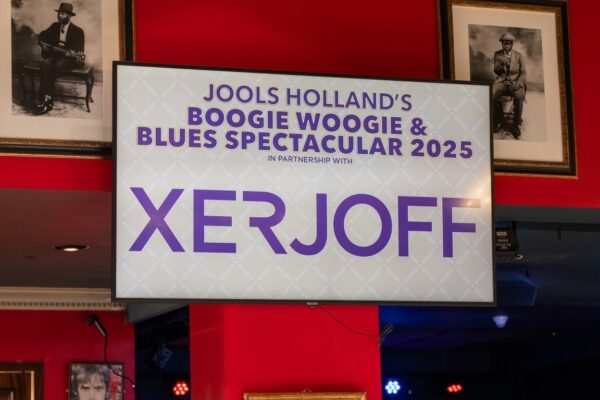 JOOLS HOLLAND'S
BOOGIE WOOGIE &
BLUES SPECTACULAR 2025
IN PARTNERSHIP WITH
XERJOFF